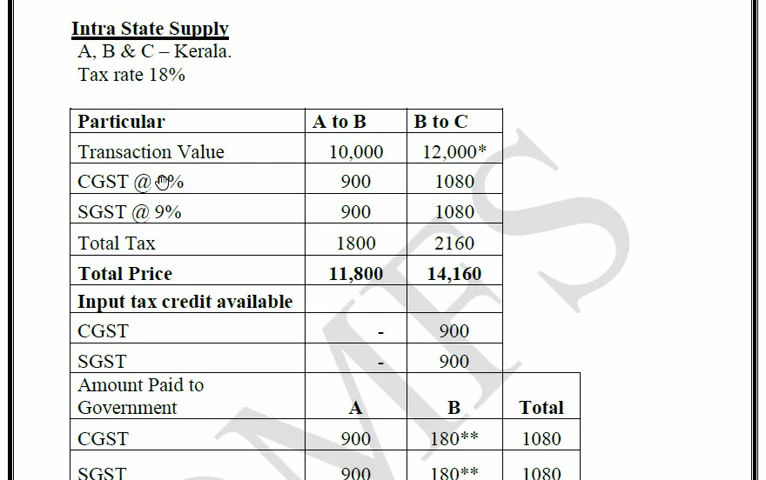 Intra State Supply
A, B & C – Kerala.
Tax rate 18%
Particular A to B B to C
Transaction Value 10,000 12,000*
CGST @ % 900 1080
SGST @ 9% 900 1080
Total Tax 1800 2160
Total Price 11,800 14,160
Input tax credit available
CGST - 900
SGST - 900
Amount Paid to
Government A B Total
CGST 900 180** 1080
SGST 900 180** 1080